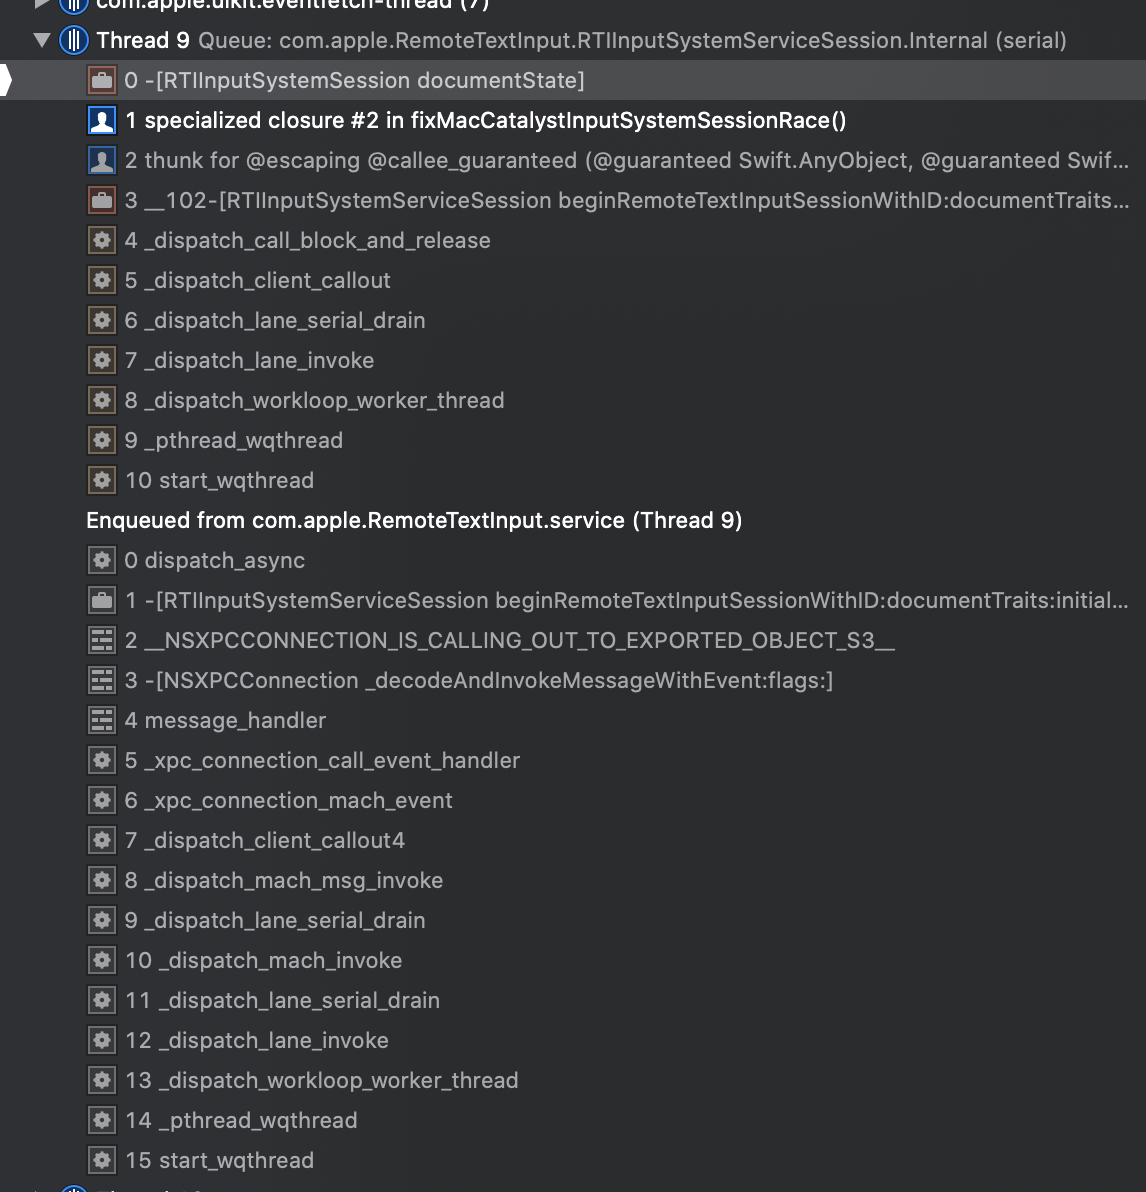 com.apple.uikit.eventfetch-thread (7)
Thread 9 Queue: com.apple.RemoteTextInput.RTIInputSystemServiceSession.Internal (serial)
0 -[RTIInputSystemSession documentState]
1 specialized closure #2 in fixMacCatalystInputSystemSessionRace()
2 thunk for @escaping @callee_guaranteed (@guaranteed Swift.AnyObject, @guaranteed Swif...
3 __102-[RTIInputSystemServiceSession beginRemoteTextInputSessionWithID:documentTraits...
4 _dispatch_call_block_and_release
5 _dispatch_client_callout
6 _dispatch_lane_serial_drain
7 _dispatch_lane_invoke
8 _dispatch_workloop_worker_thread
9 _pthread_wqthread
10 start_wqthread
Enqueued from com.apple.RemoteTextInput.service (Thread 9)
0 dispatch_async
1 -[RTIInputSystemServiceSession beginRemoteTextInputSessionWithID:documentTraits:initial...
2 __NSXPCCONNECTION_IS_CALLING_OUT_TO_EXPORTED_OBJECT_S3__
3 -[NSXPCConnection _decodeAndInvokeMessageWithEvent:flags:]
4 message_handler
5 _xpc_connection_call_event_handler
6 _xpc_connection_mach_event
7 _dispatch_client_callout4
8 _dispatch_mach_msg_invoke
9 _dispatch_lane_serial_drain
10 _dispatch_mach_invoke
11 _dispatch_lane_serial_drain
12 _dispatch_lane_invoke
13 _dispatch_workloop_worker_thread
14 _pthread_wqthread
15 start_wqthread